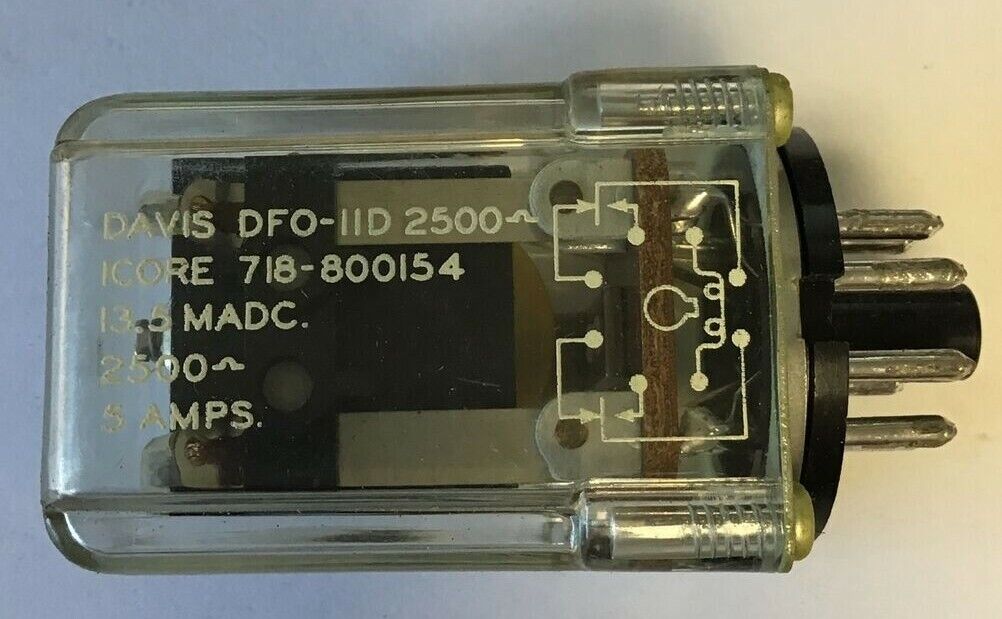 DAVIS DFO-11D 2500~
ICORE 718-800154
13.5 MADC.
2500~
5 AMPS.